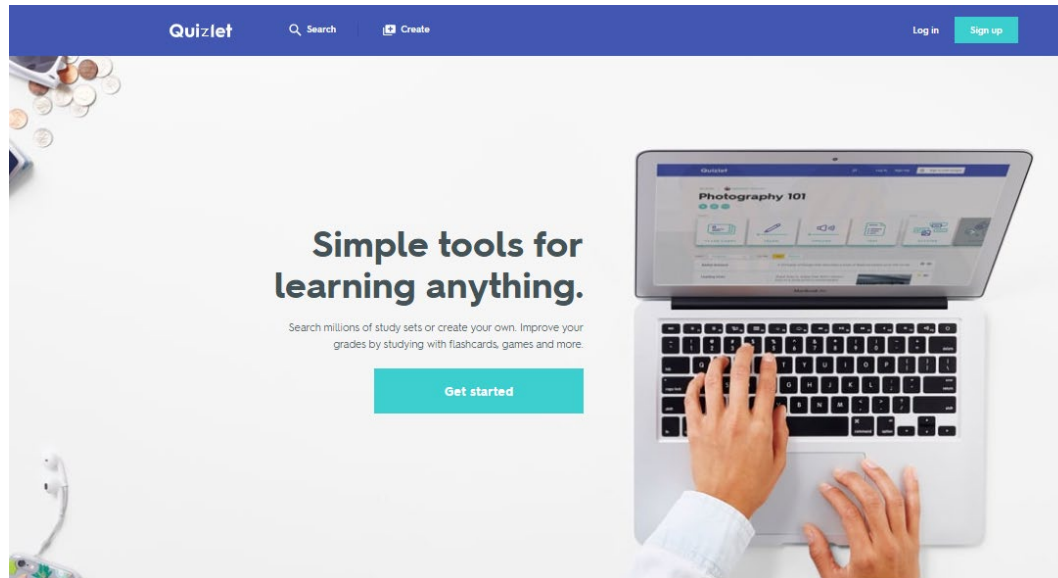 Quizlet
Search
Create
Log in
Sign up
Simple tools for
learning anything.
Search millions of study sets or create your own. Improve your
grades by studying with flashcards, games and more.
Get started
Quizlet
Photography 101